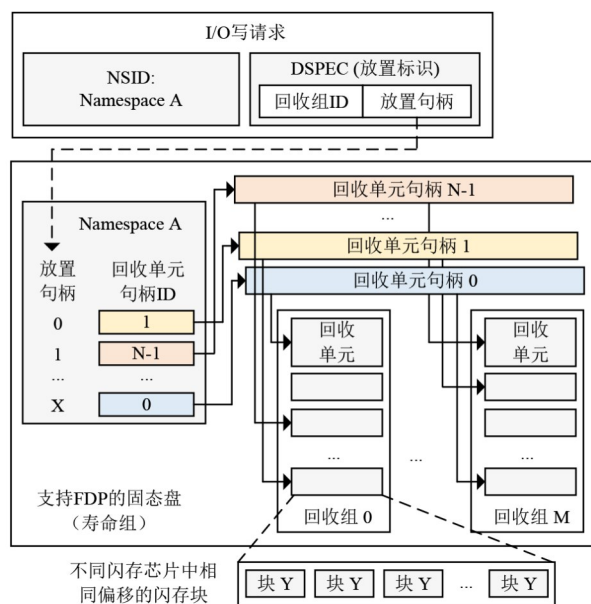 I/O写请求
NSID:
Namespace A
DSPEC (放置标识)
回收组ID
放置句柄
Namespace A
放置
句柄
回收单元
句柄ID
0
1
1
N-1
...
...
X
0
回收单元句柄 N-1
...
回收单元句柄 1
回收单元句柄 0
回收
单元
...
回收组 0
...
回收
单元
...
回收组 M
支持FDP的固态盘
（寿命组）
不同闪存芯片中相
同偏移的闪存块
块 Y
块 Y
块 Y
...
块 Y